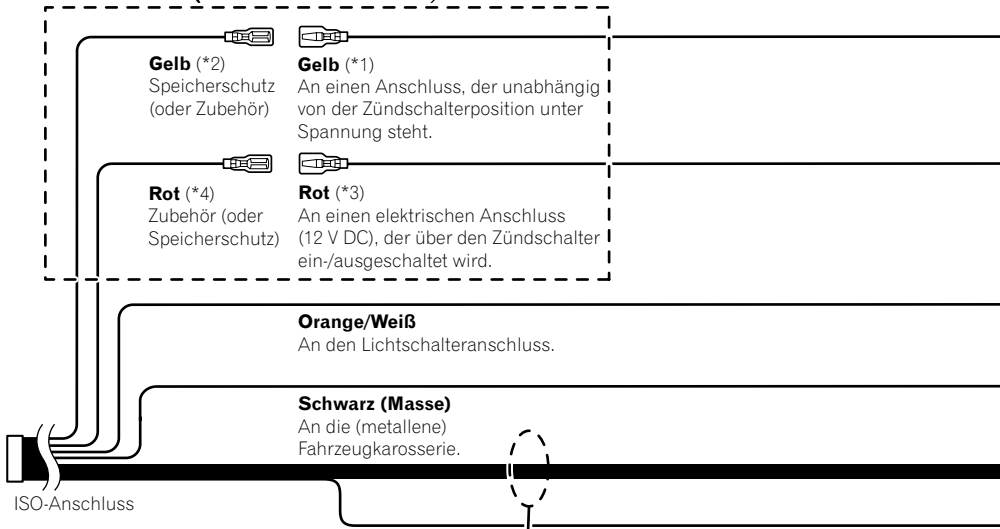 Gelb (*2)
Speicherschutz
(oder Zubehör)
Gelb (*1)
An einen Anschluss, der unabhängig
von der Zündschalterposition unter
Spannung steht.
Rot (*4)
Zubehör (oder
Speicherschutz)
Rot (*3)
An einen elektrischen Anschluss
(12 V DC), der über den Zündschalter
ein-/ausgeschaltet wird.
Orange/Weiß
An den Lichtschalteranschluss.
Schwarz (Masse)
An die (metallene)
Fahrzeugkarosserie.
ISO-Anschluss